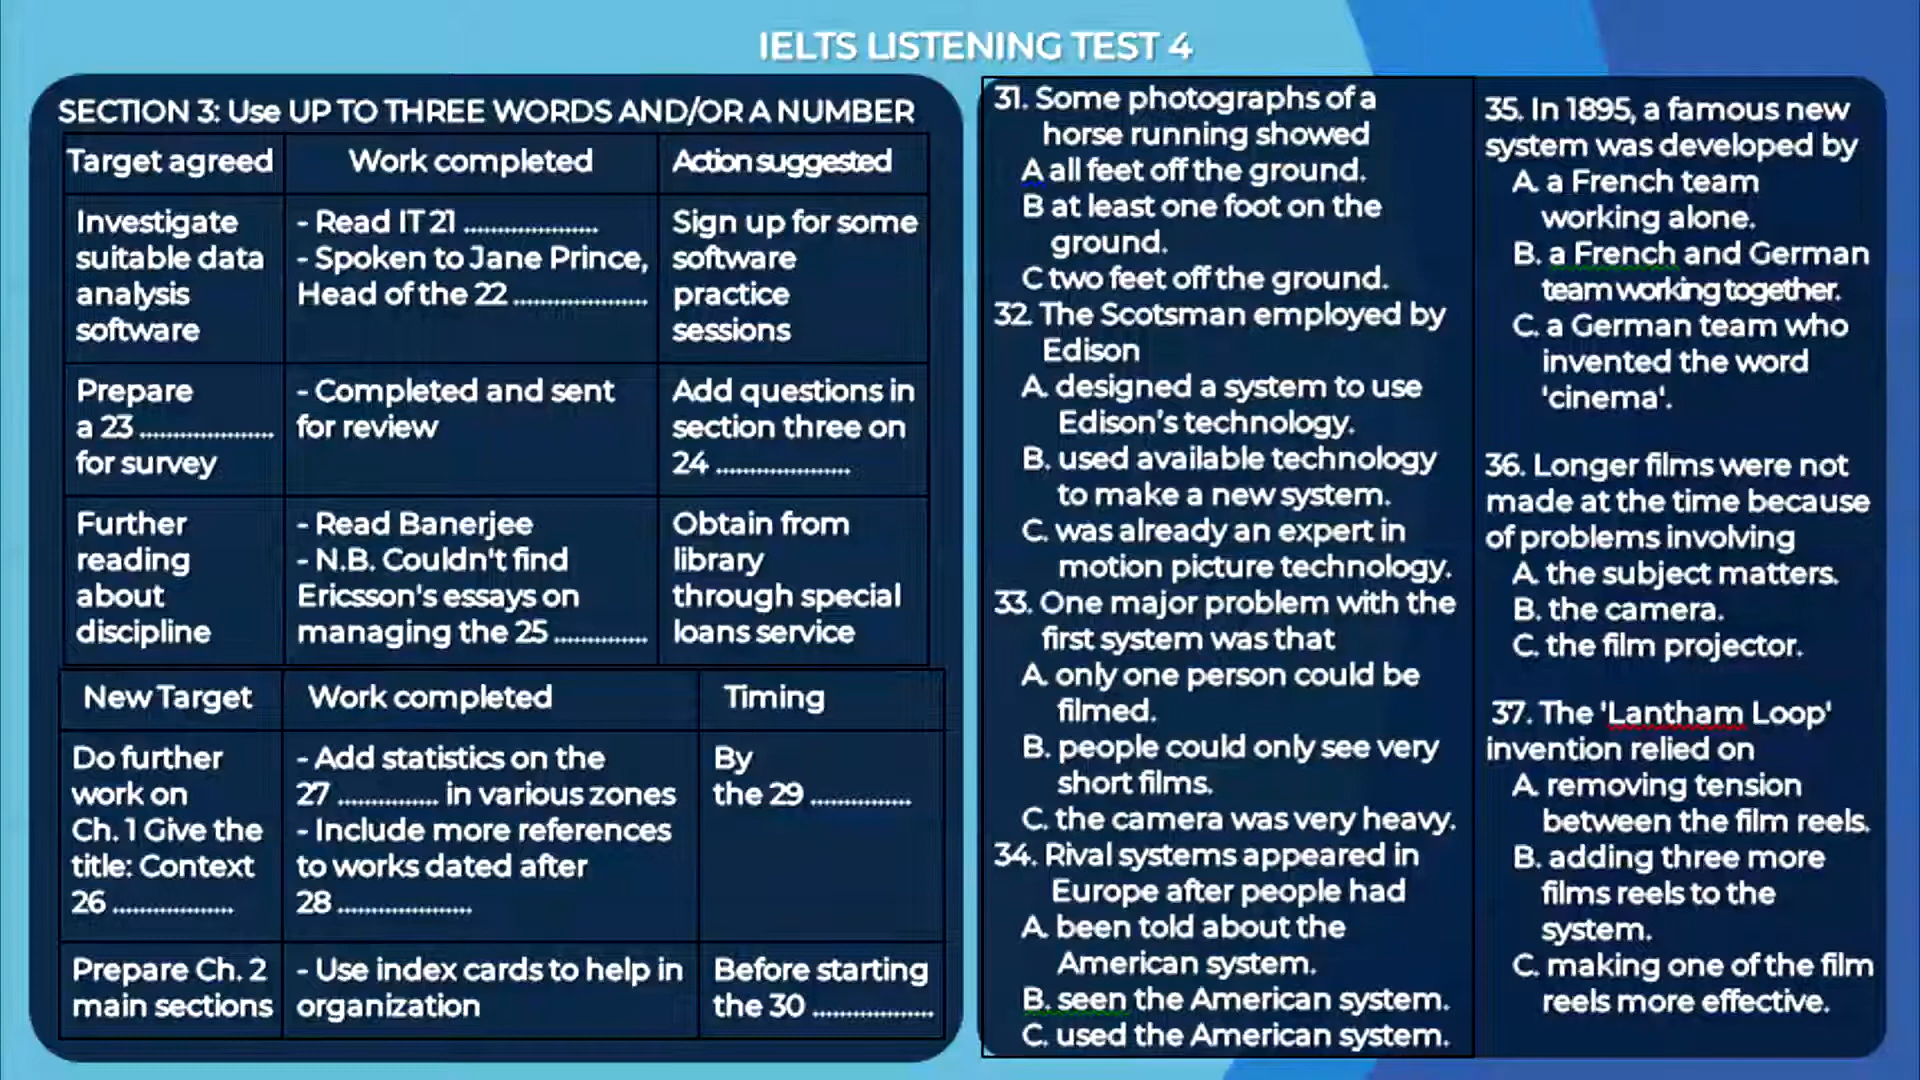 IELTS LISTENING TEST 4
SECTION 3: Use UP TO THREE WORDS AND/OR A NUMBER
Target agreed
Work completed
Action suggested
Investigate
suitable data
analysis
software
- Read IT 21 .....................
- Spoken to Jane Prince,
Head of the 22 .....................
Sign up for some
software
practice
sessions
Prepare
a 23 .....................
for survey
- Completed and sent
for review
Add questions in
section three on
24 .....................
Further
reading
about
discipline
- Read Banerjee
- N.B. Couldn't find
Ericsson's essays on
managing the 25 ..............
Obtain from
library
through special
loans service
New Target
Work completed
Timing
Do further
work on
Ch. 1 Give the
title: Context
26 ..................
- Add statistics on the
27 ............... in various zones
- Include more references
to works dated after
28 ....................
By
the 29 ...............
Prepare Ch. 2
main sections
- Use index cards to help in
organization
Before starting
the 30 ..................
31. Some photographs of a
horse running showed
A all feet off the ground.
B at least one foot on the
ground.
C two feet off the ground.
32. The Scotsman employed by
Edison
A. designed a system to use
Edison's technology.
B. used available technology
to make a new system.
C. was already an expert in
motion picture technology.
33. One major problem with the
first system was that
A. only one person could be
filmed.
B. people could only see very
short films.
C. the camera was very heavy.
34. Rival systems appeared in
Europe after people had
A. been told about the
American system.
B. seen the American system.
C. used the American system.
35. In 1895, a famous new
system was developed by
A. a French team
working alone.
B. a French and German
team working together.
C. a German team who
invented the word
'cinema'.
36. Longer films were not
made at the time because
of problems involving
A. the subject matters.
B. the camera.
C. the film projector.
37. The 'Lantham Loop'
invention relied on
A. removing tension
between the film reels.
B. adding three more
films reels to the
system.
C. making one of the film
reels more effective.